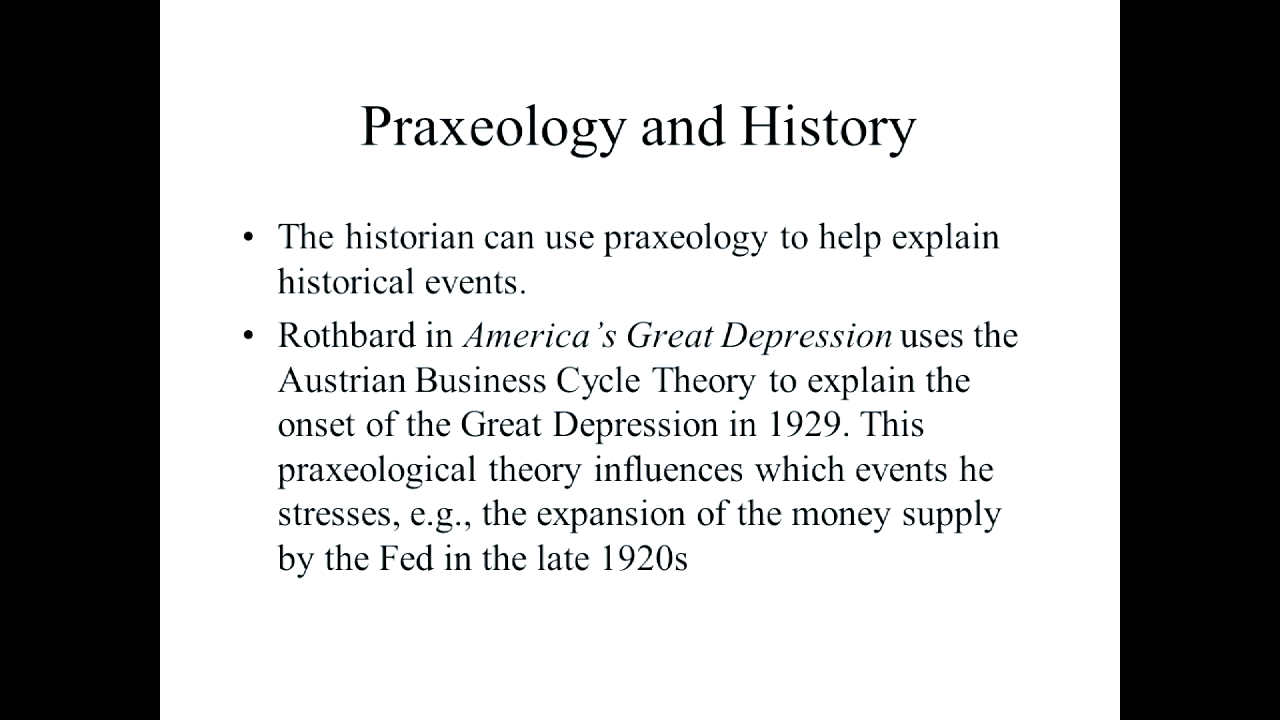 Praxeology and History
• The historian can use praxeology to help explain
historical events.
• Rothbard in America’s Great Depression uses the
Austrian Business Cycle Theory to explain the
onset of the Great Depression in 1929. This
praxeological theory influences which events he
stresses, e.g., the expansion of the money supply
by the Fed in the late 1920s